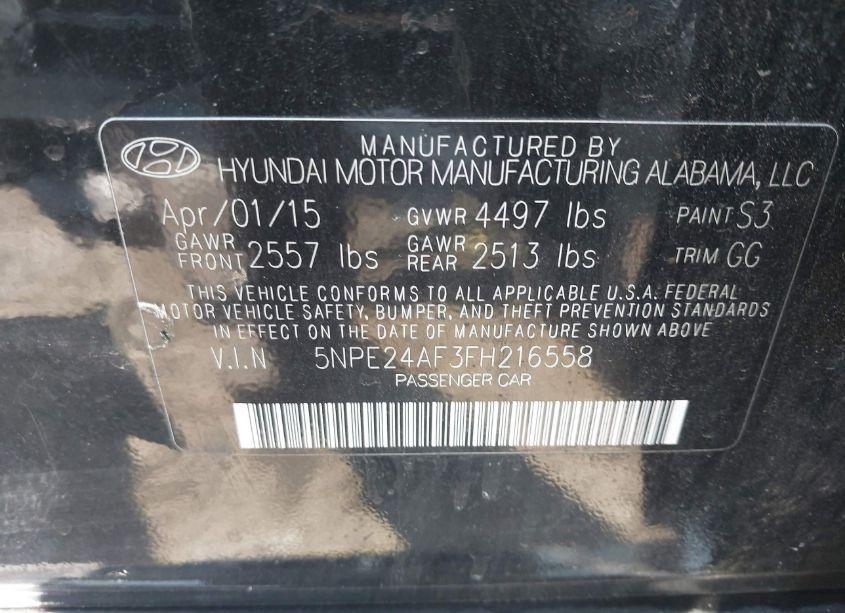 MANUFACTURED BY
HYUNDAI MOTOR MANUFACTURING ALABAMA, LLC
Apr/01/15 GVWR 4497 lbs PAINT S3
GAWR FRONT 2557 lbs GAWR REAR 2513 lbs TRIM GG
THIS VEHICLE CONFORMS TO ALL APPLICABLE U.S.A. FEDERAL
MOTOR VEHICLE SAFETY, BUMPER, AND THEFT PREVENTION STANDARDS
IN EFFECT ON THE DATE OF MANUFACTURE SHOWN ABOVE
V.I.N 5NPE24AF3FH216558
PASSENGER CAR